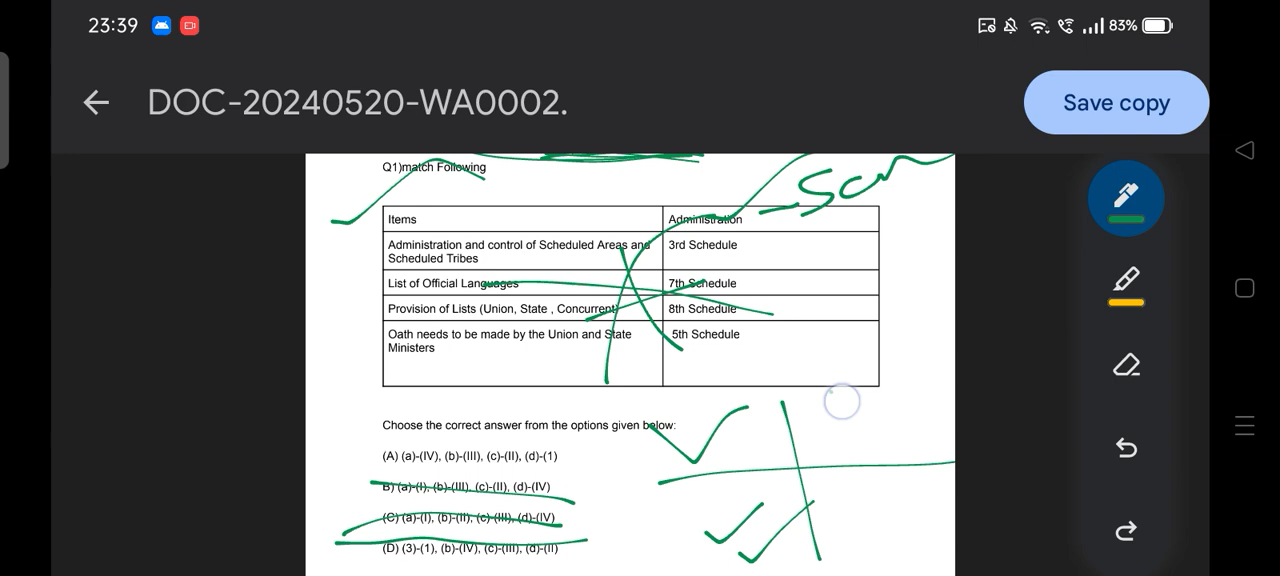 23:39 83%
DOC-20240520-WA0002.
Save copy
Q1)match Following
Items Administration
Administration and control of Scheduled Areas and 3rd Schedule
Scheduled Tribes
List of Official Languages 7th Schedule
Provision of Lists (Union, State , Concurrent) 8th Schedule
Oath needs to be made by the Union and State 5th Schedule
Ministers
Choose the correct answer from the options given below:
(A) (a)-(IV), (b)-(III), (c)-(II), (d)-(1)
B) (a)-(I), (b)-(III), (c)-(II), (d)-(IV)
(C) (a)-(I), (b)-(II), (c)-(III), (d)-(IV)
(D) (3)-(1), (b)-(IV), (c)-(III), (d)-(II)